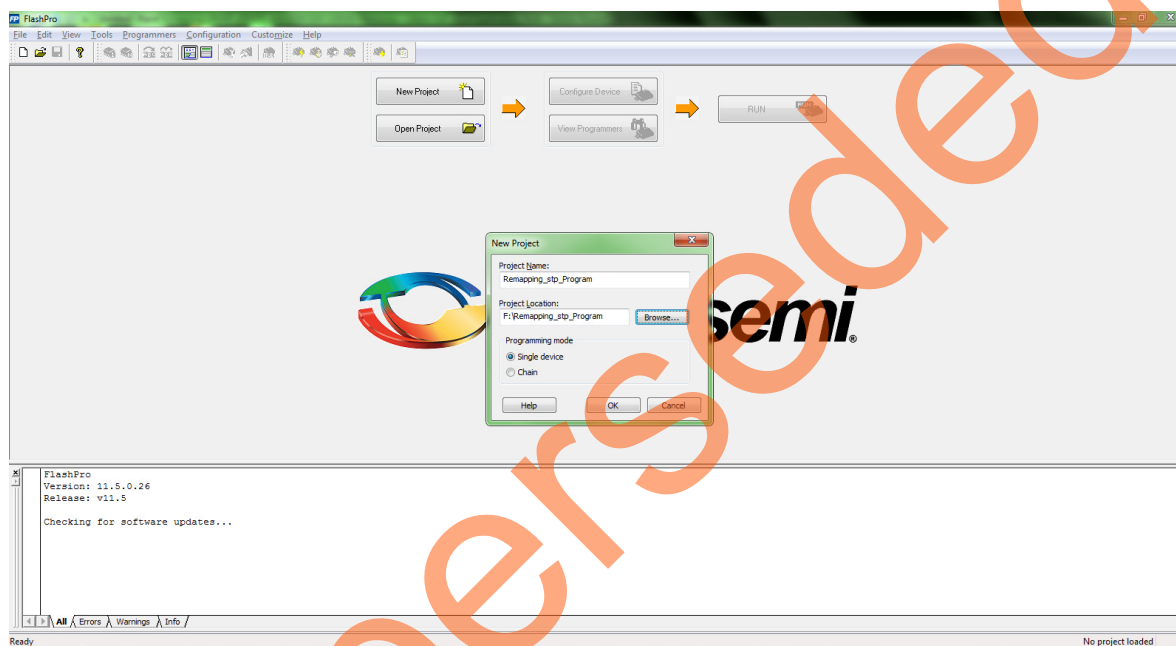 FP FlashPro
File Edit View Tools Programmers Configuration Customize Help
New Project
Configure Device
RUN
Open Project
View Programmers
New Project
Project Name:
Remapping_stp_Program
Project Location:
F:\Remapping_stp_Program Browse...
Programming mode
Single device
Chain
Help OK Cancel
semi®
FlashPro
Version: 11.5.0.26
Release: v11.5
Checking for software updates...
All Errors Warnings Info
Ready No project loaded
ersed